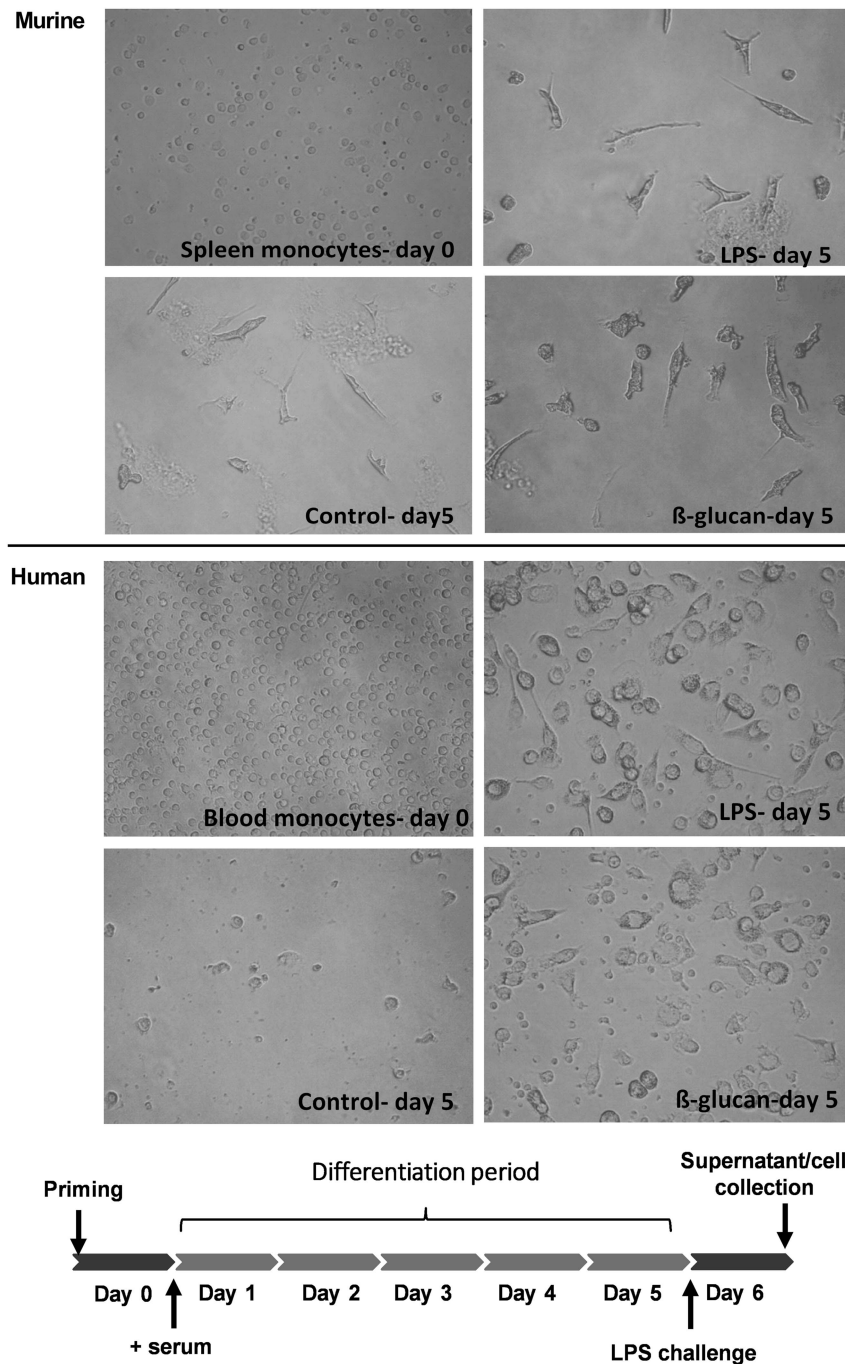 Murine
Spleen monocytes- day 0
LPS- day 5
Control- day5
ß-glucan-day 5
Human
Blood monocytes- day 0
LPS- day 5
Control- day 5
ß-glucan-day 5
Priming
Differentiation period
Supernatant/cell
collection
Day 0
Day 1
Day 2
Day 3
Day 4
Day 5
Day 6
+ serum
LPS challenge